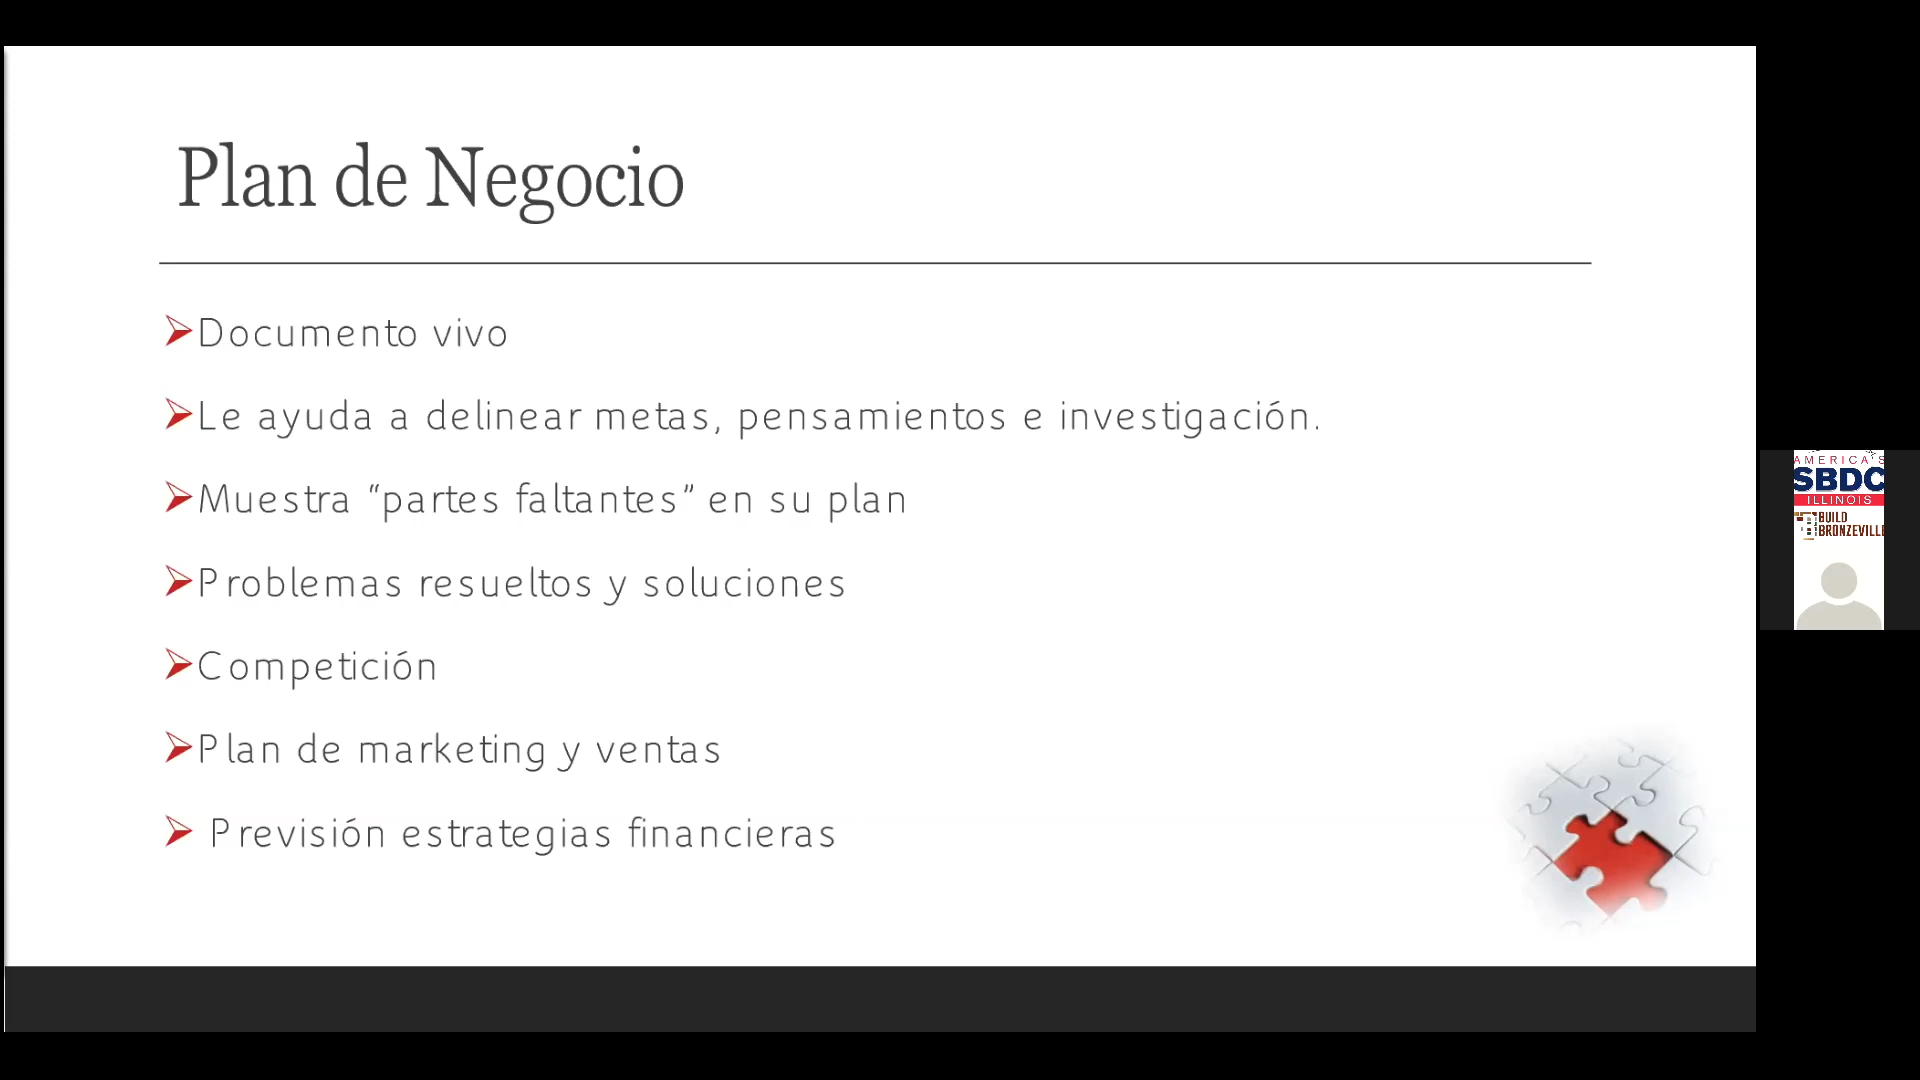 Plan de Negocio
Documento vivo
Le ayuda a delinear metas, pensamientos e investigación.
Muestra “partes faltantes” en su plan
Problemas resueltos y soluciones
Competición
Plan de marketing y ventas
Previsión estrategias financieras
AMERICA'S
SBDC
ILLINOIS
BUILD
BRONZEVILLE